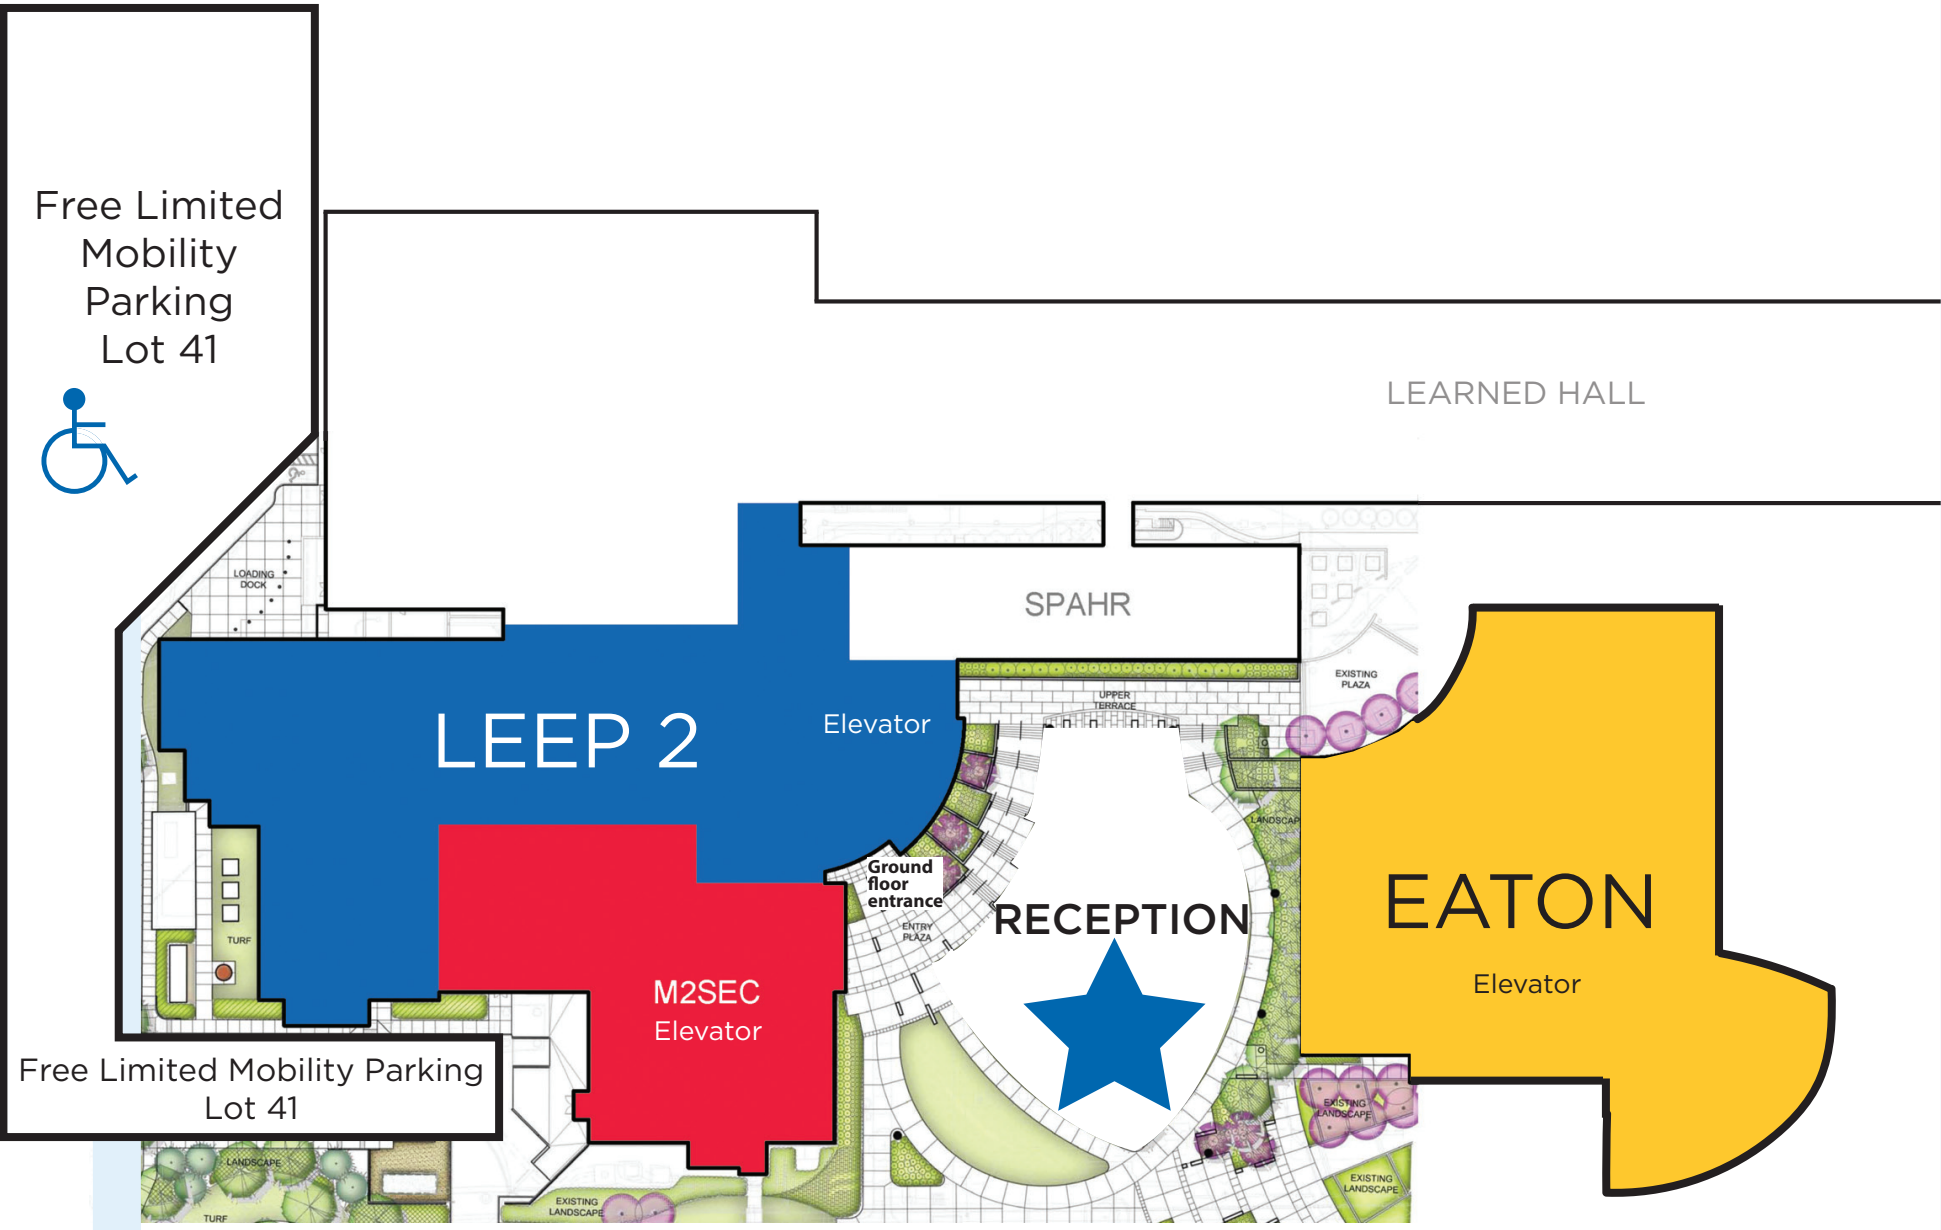 Free Limited
Mobility
Parking
Lot 41
LEARNED HALL
LOADING
DOCK
SPAHR
EXISTING
PLAZA
UPPER
TERRACE
LEEP 2
Elevator
LANDSCAP
Ground
floor
entrance
ENTRY
PLAZA
RECEPTION
EATON
Elevator
TURF
M2SEC
Elevator
Free Limited Mobility Parking
Lot 41
EXISTING
LANDSCAPE
LANDSCAPE
EXISTING
LANDSCAPE
EXISTING
LANDSCAPE
TURF